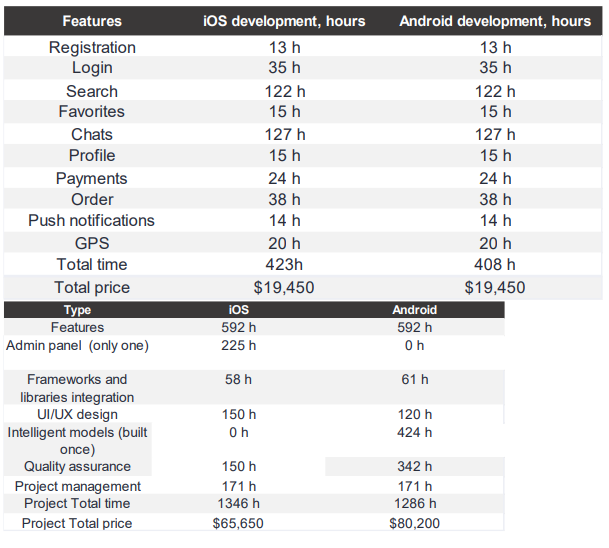 Features iOS development, hours Android development, hours
Registration 13 h 13 h
Login 35 h 35 h
Search 122 h 122 h
Favorites 15 h 15 h
Chats 127 h 127 h
Profile 15 h 15 h
Payments 24 h 24 h
Order 38 h 38 h
Push notifications 14 h 14 h
GPS 20 h 20 h
Total time 423h 408 h
Total price $19,450 $19,450
Type iOS Android
Features 592 h 592 h
Admin panel (only one) 225 h 0 h
Frameworks and 58 h 61 h
libraries integration
UI/UX design 150 h 120 h
Intelligent models (built 0 h 424 h
once)
Quality assurance 150 h 342 h
Project management 171 h 171 h
Project Total time 1346 h 1286 h
Project Total price $65,650 $80,200